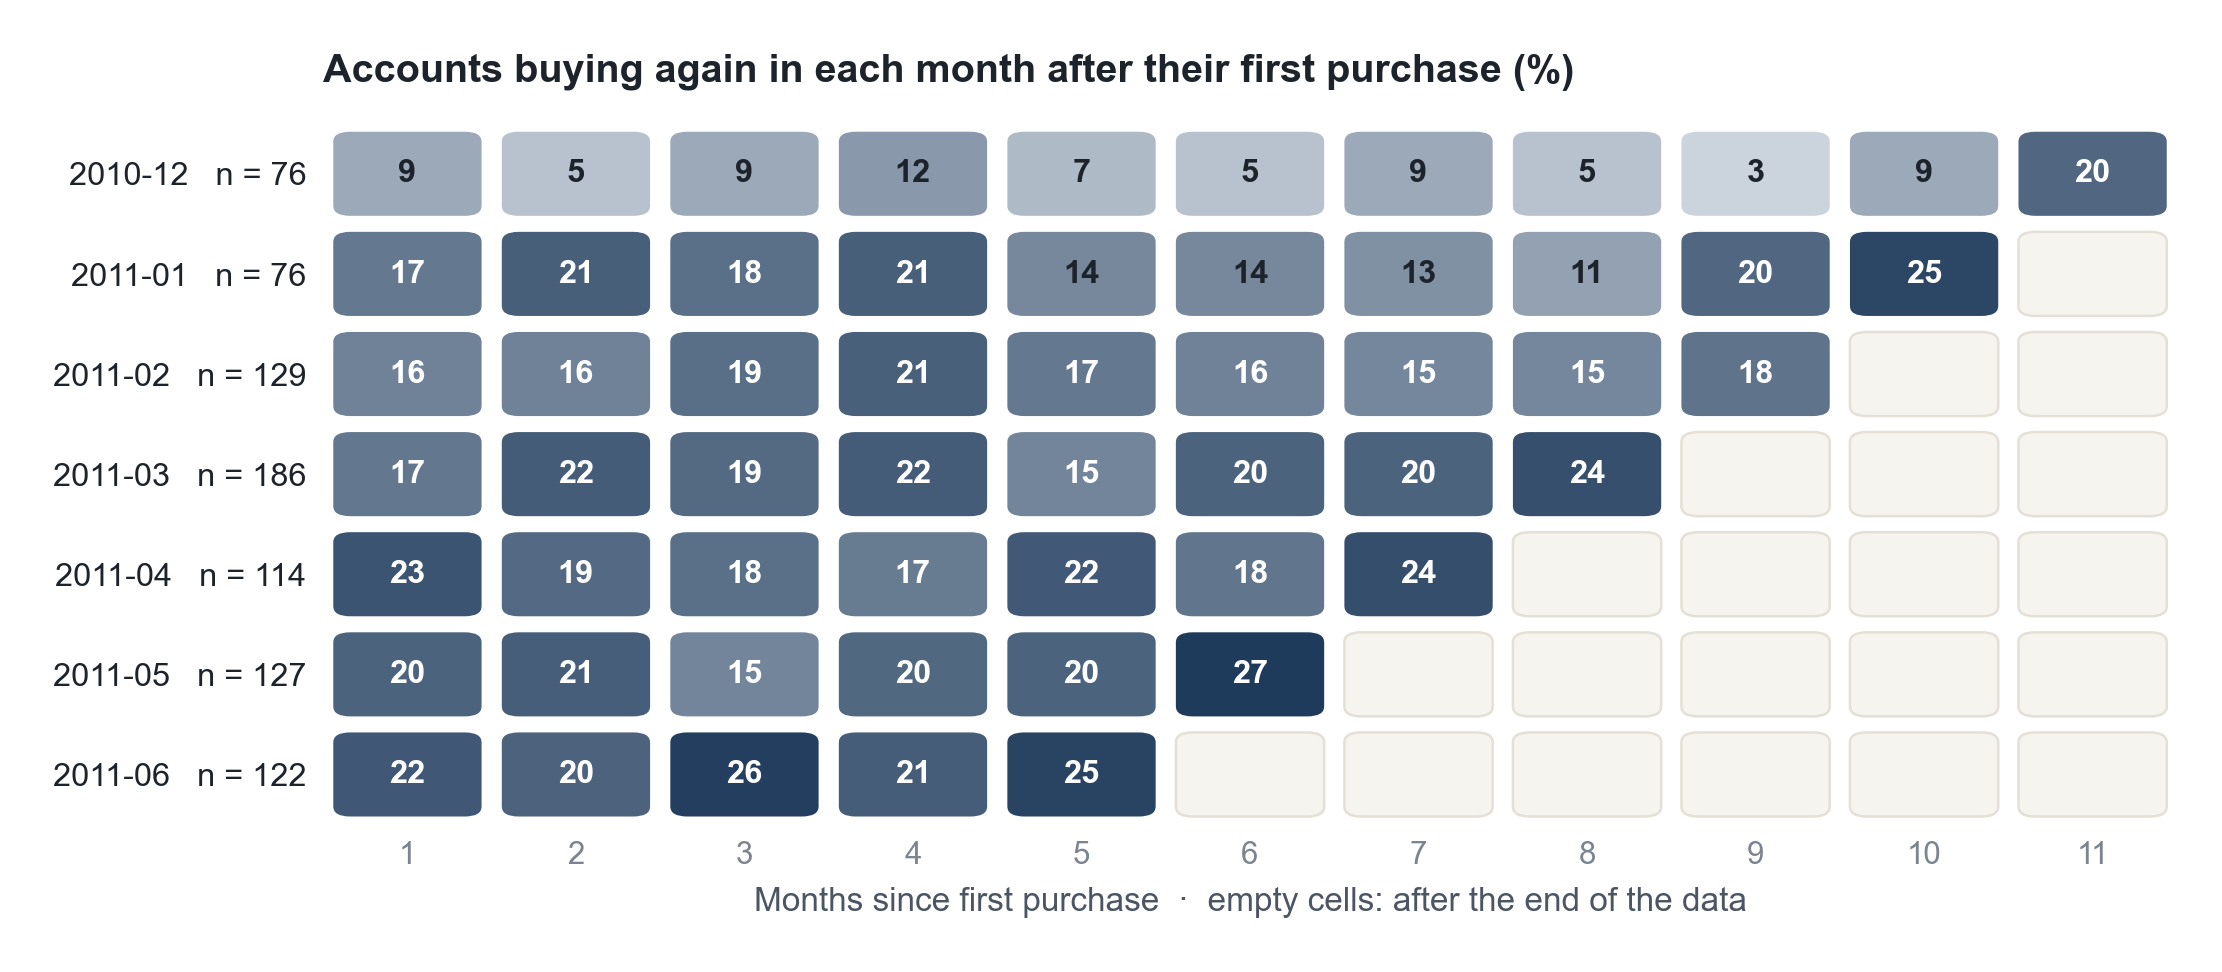 Accounts buying again in each month after their first purchase (%)
2010-12 n = 76 9 5 9 12 7 5 9 5 3 9 20
2011-01 n = 76 17 21 18 21 14 14 13 11 20 25
2011-02 n = 129 16 16 19 21 17 16 15 15 18
2011-03 n = 186 17 22 19 22 15 20 20 24
2011-04 n = 114 23 19 18 17 22 18 24
2011-05 n = 127 20 21 15 20 20 27
2011-06 n = 122 22 20 26 21 25
1 2 3 4 5 6 7 8 9 10 11
Months since first purchase · empty cells: after the end of the data